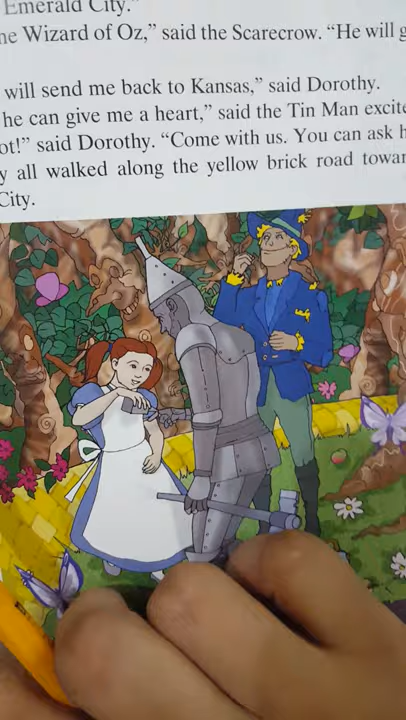 Emerald City."
he Wizard of Oz," said the Scarecrow. "He will g
will send me back to Kansas," said Dorothy.
he can give me a heart," said the Tin Man excite
ot!" said Dorothy. "Come with us. You can ask h
y all walked along the yellow brick road towar
City.